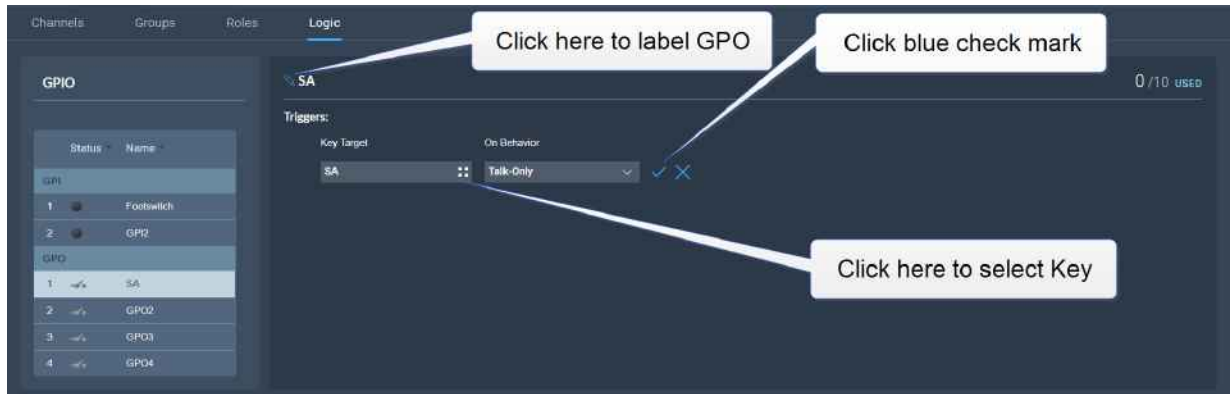 Channels Groups Roles Logic
Click here to label GPO
Click blue check mark
GPIO
SA
0/10 USED
Triggers:
Status Name
Key Target On Behavior
SA Talk-Only
GPI
1 Footswitch
2 GPI2
GPO
1 SA
2 GPO2
3 GPO3
4 GPO4
Click here to select Key